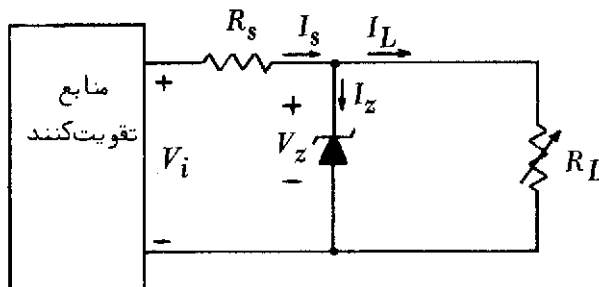 R_s
I_s
I_L
منابع
تقویت‌کنند
+
V_i
−
+
V_z
−
I_z
R_L